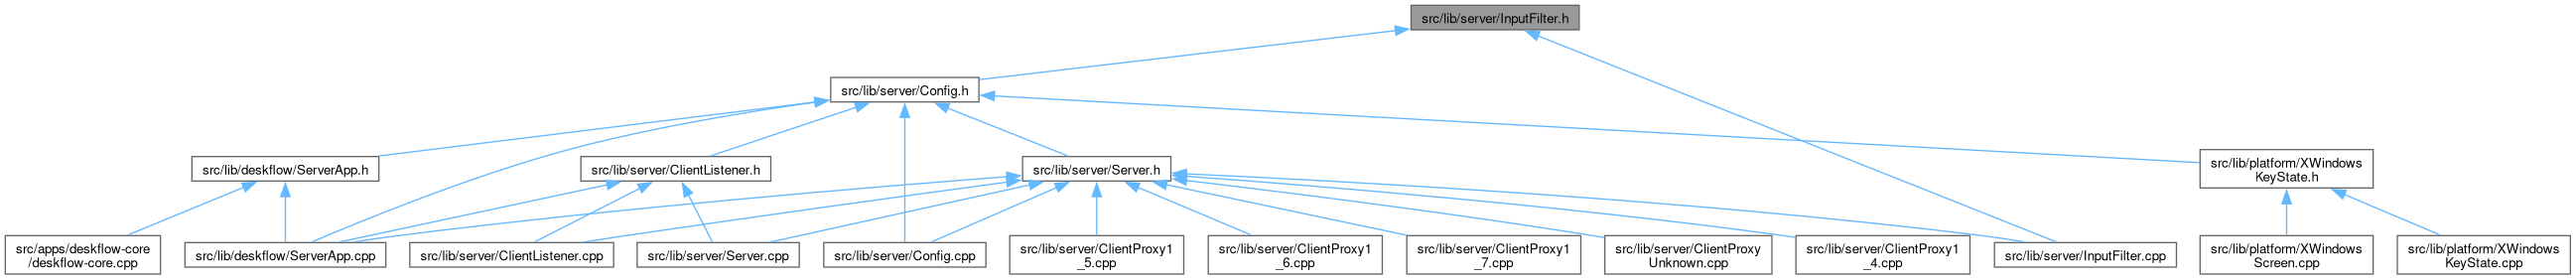 src/lib/server/InputFilter.h
src/lib/server/Config.h
src/lib/deskflow/ServerApp.h
src/lib/server/ClientListener.h
src/lib/server/Server.h
src/lib/platform/XWindows
KeyState.h
src/apps/deskflow-core
/deskflow-core.cpp
src/lib/deskflow/ServerApp.cpp
src/lib/server/ClientListener.cpp
src/lib/server/Server.cpp
src/lib/server/Config.cpp
src/lib/server/ClientProxy1
_5.cpp
src/lib/server/ClientProxy1
_6.cpp
src/lib/server/ClientProxy1
_7.cpp
src/lib/server/ClientProxy
Unknown.cpp
src/lib/server/ClientProxy1
_4.cpp
src/lib/server/InputFilter.cpp
src/lib/platform/XWindows
Screen.cpp
src/lib/platform/XWindows
KeyState.cpp